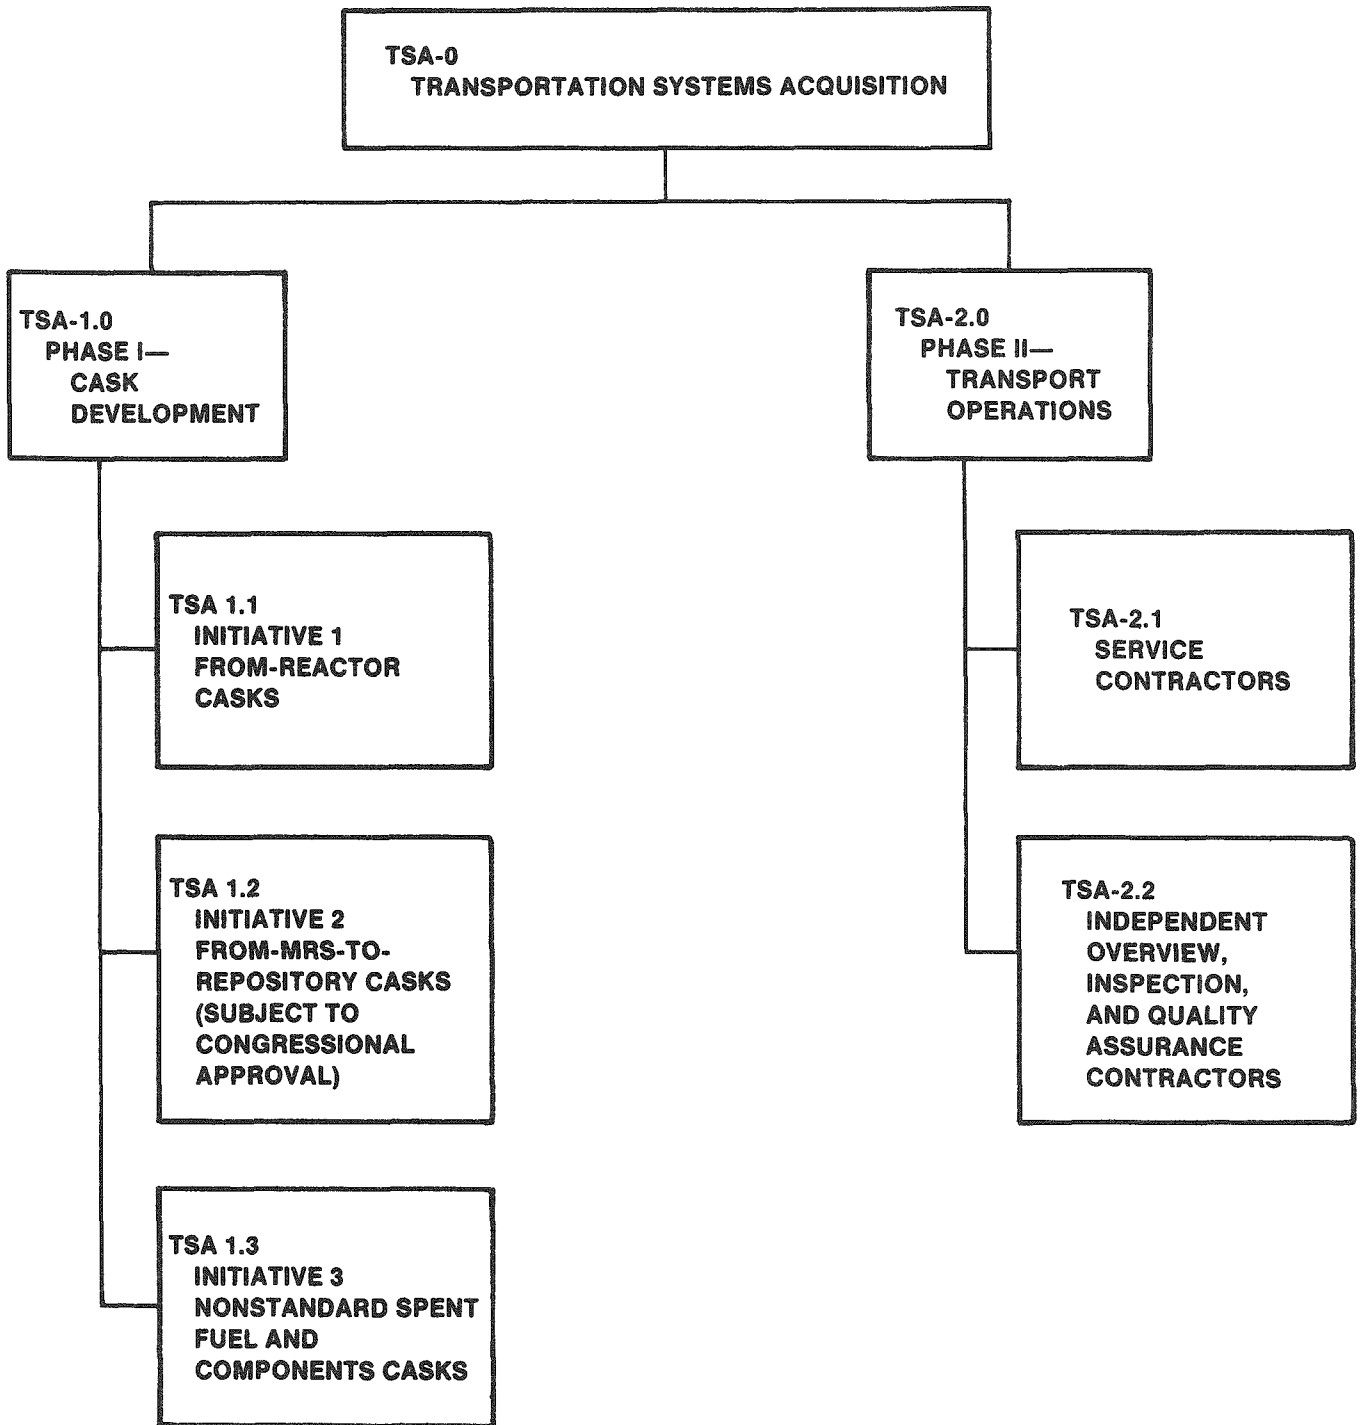 TSA-0
TRANSPORTATION SYSTEMS ACQUISITION
TSA-1.0
PHASE I—
CASK
DEVELOPMENT
TSA-2.0
PHASE II—
TRANSPORT
OPERATIONS
TSA 1.1
INITIATIVE 1
FROM-REACTOR
CASKS
TSA-2.1
SERVICE
CONTRACTORS
TSA 1.2
INITIATIVE 2
FROM-MRS-TO-
REPOSITORY CASKS
(SUBJECT TO
CONGRESSIONAL
APPROVAL)
TSA-2.2
INDEPENDENT
OVERVIEW,
INSPECTION,
AND QUALITY
ASSURANCE
CONTRACTORS
TSA 1.3
INITIATIVE 3
NONSTANDARD SPENT
FUEL AND
COMPONENTS CASKS